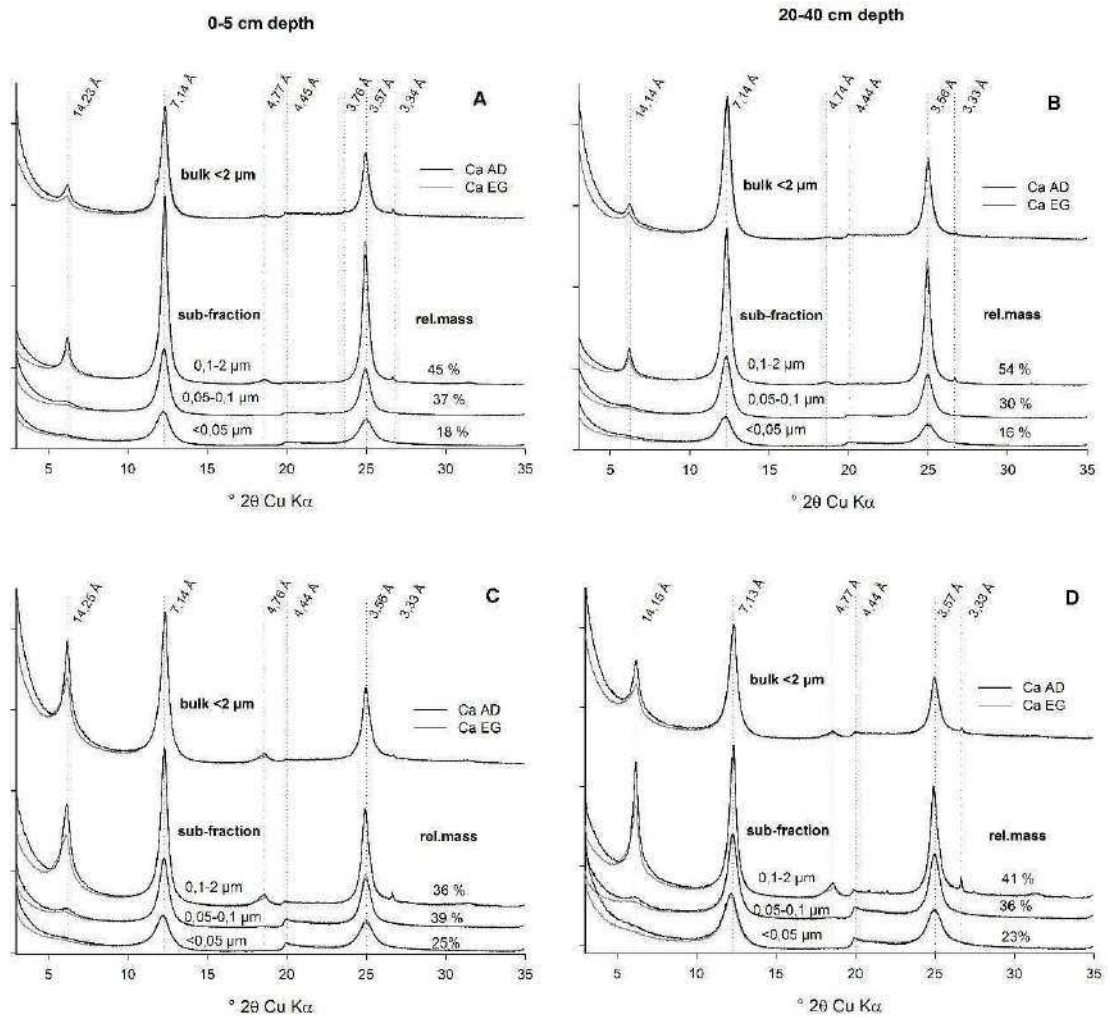 0-5 cm depth
20-40 cm depth
14,23 Å
7,14 Å
4,77 Å
4,45 Å
3,76 Å
3,57 Å
3,34 Å
A
bulk <2 µm
Ca AD
Ca EG
sub-fraction
rel.mass
0,1-2 µm
45 %
0,05-0,1 µm
37 %
<0,05 µm
18 %
5 10 15 20 25 30 35
° 2θ Cu Kα
14,14 Å
7,14 Å
4,74 Å
4,44 Å
3,56 Å
3,33 Å
B
bulk <2 µm
Ca AD
Ca EG
sub-fraction
rel.mass
0,1-2 µm
54 %
0,05-0,1 µm
30 %
<0,05 µm
16 %
5 10 15 20 25 30 35
° 2θ Cu Kα
14,25 Å
7,14 Å
4,76 Å
4,44 Å
3,56 Å
3,33 Å
C
bulk <2 µm
Ca AD
Ca EG
sub-fraction
rel.mass
0,1-2 µm
36 %
0,05-0,1 µm
39 %
<0,05 µm
25%
5 10 15 20 25 30 35
° 2θ Cu Kα
14,15 Å
7,13 Å
4,77 Å
4,44 Å
3,57 Å
3,33 Å
D
bulk <2 µm
Ca AD
Ca EG
sub-fraction
rel.mass
0,1-2 µm
41 %
0,05-0,1 µm
36 %
<0,05 µm
23%
5 10 15 20 25 30 35
° 2θ Cu Kα